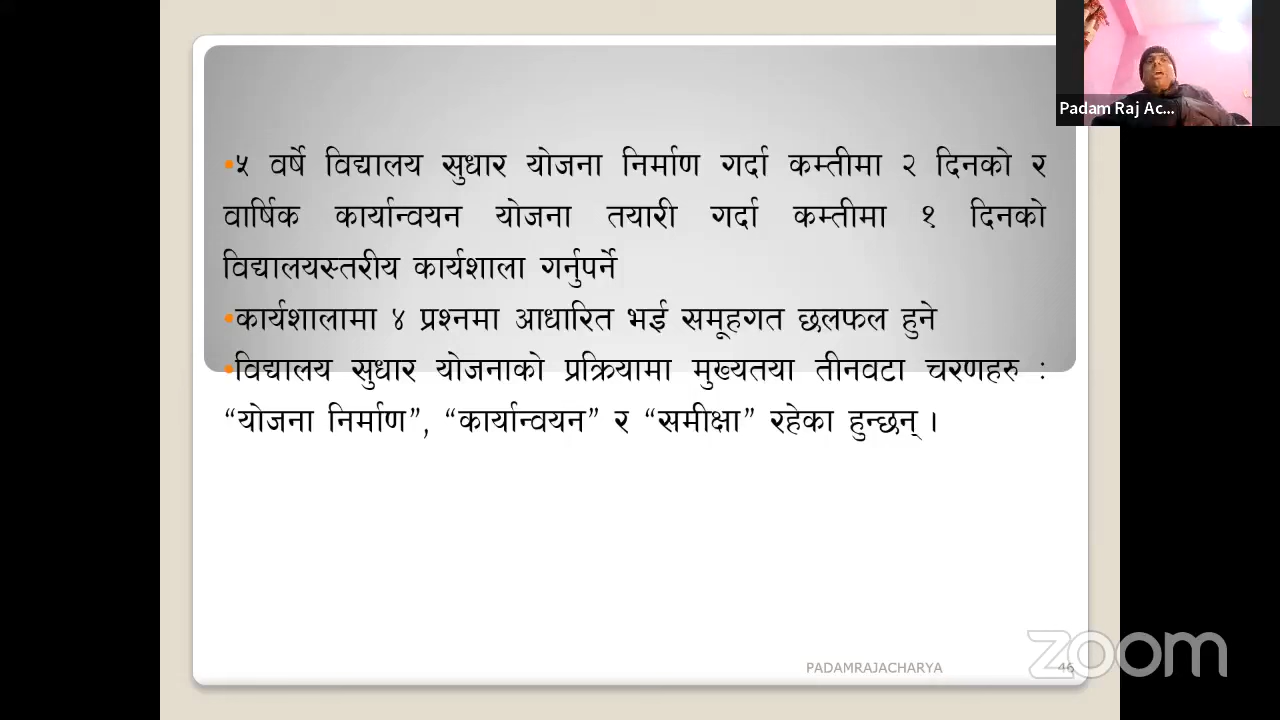 Padam Raj Ac...
•५ वर्षे विद्यालय सुधार योजना निर्माण गर्दा कम्तीमा २ दिनको र
वार्षिक कार्यान्वयन योजना तयारी गर्दा कम्तीमा १ दिनको
विद्यालयस्तरीय कार्यशाला गर्नुपर्ने
•कार्यशालामा ४ प्रश्नमा आधारित भई समूहगत छलफल हुने
•विद्यालय सुधार योजनाको प्रक्रियामा मुख्यतया तीनवटा चरणहरु :
“योजना निर्माण”, “कार्यान्वयन” र “समीक्षा” रहेका हुन्छन् ।
PADAMRAJACHARYA
46
zoom